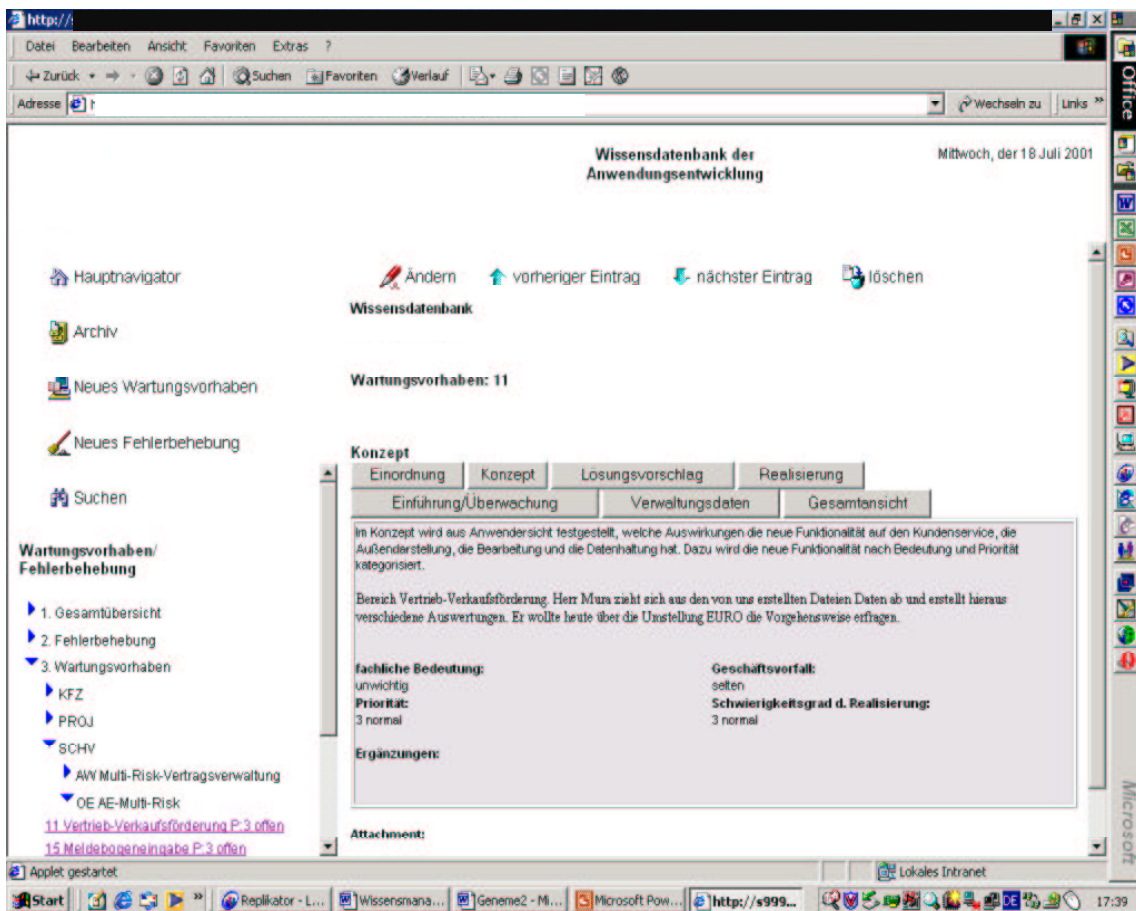 http://
Datei Bearbeiten Ansicht Favoriten Extras ?
Zurück Suchen Favoriten Verlauf
Adresse Wechseln zu Links »
Office
Wissensdatenbank der
Anwendungsentwicklung
Mittwoch, der 18 Juli 2001
Hauptnavigator
Archiv
Neues Wartungsvorhaben
Neues Fehlerbehebung
Suchen
Wartungsvorhaben/
Fehlerbehebung
1. Gesamtübersicht
2. Fehlerbehebung
3. Wartungsvorhaben
KFZ
PROJ
SCHV
AW Multi-Risk-Vertragsverwaltung
OE AE-Multi-Risk
11 Vertrieb-Verkaufsförderung P:3 offen
15 Meldebogeneingabe P:3 offen
Ändern vorheriger Eintrag nächster Eintrag löschen
Wissensdatenbank
Wartungsvorhaben: 11
Konzept
Einordnung Konzept Lösungsvorschlag Realisierung
Einführung/Überwachung Verwaltungsdaten Gesamtansicht
Im Konzept wird aus Anwendersicht festgestellt, welche Auswirkungen die neue Funktionalität auf den Kundenservice, die
Außendarstellung, die Bearbeitung und die Datenhaltung hat. Dazu wird die neue Funktionalität nach Bedeutung und Priorität
kategorisiert.
Bereich Vertrieb-Verkaufsförderung. Herr Mura zieht sich aus den von uns erstellten Dateien Daten ab und erstellt hieraus
verschiedene Auswertungen. Er wollte heute über die Umstellung EURO die Vorgehensweise erfragen.
fachliche Bedeutung: Geschäftsvorfall:
unwichtig selten
Priorität: Schwierigkeitsgrad d. Realisierung:
3 normal 3 normal
Ergänzungen:
Attachment:
Microsoft
Applet gestartet Lokales Intranet
Start » Replikator - L... Wissensmana... Geneme2 - Mi... Microsoft Pow... http://s999... DE 17:39